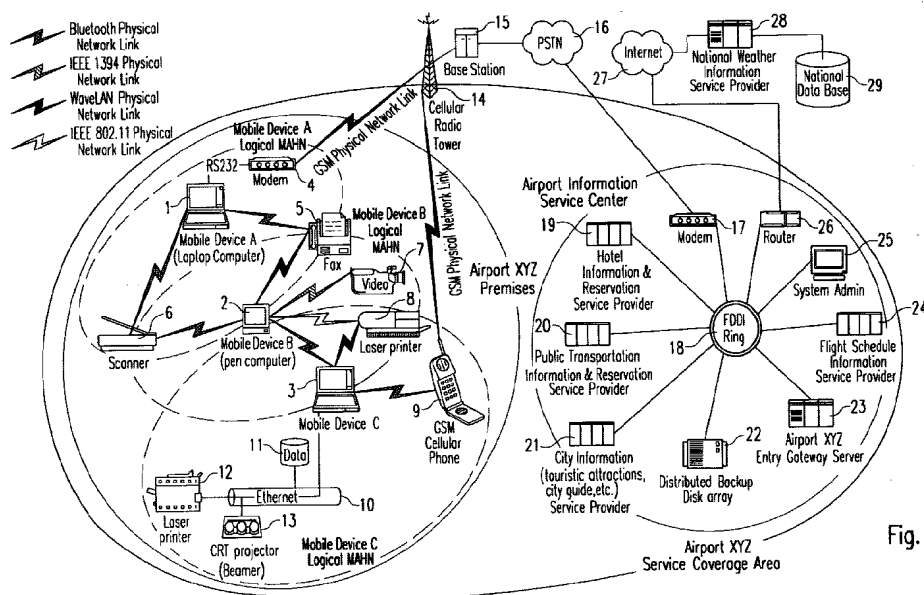 Bluetooth Physical
Network Link
IEEE 1394 Physical
Network Link
WaveLAN Physical
Network Link
IEEE 802.11 Physical
Network Link
15
Base Station
PSTN
16
Internet
27
28
National Weather
Information
Service Provider
National
Data Base
29
14
Cellular
Radio
Tower
Mobile Device A
Logical MAHN
RS232
Modem
4
GSM Physical Network Link
1
Mobile Device A
(Laptop Computer)
5
Fax
Mobile Device B
Logical
MAHN
7
Video
GSM Physical Network Link
Airport XYZ
Premises
6
Scanner
2
Mobile Device B
(pen computer)
8
Laser printer
3
Mobile Device C
9
GSM
Cellular
Phone
11
Data
12
Laser
printer
Ethernet
10
13
CRT projector
(Beamer)
Mobile Device C
Logical MAHN
Airport Information
Service Center
19
Hotel
Information &
Reservation
Service Provider
Modem
17
Router
26
25
System Admin
20
Public Transportation
Information & Reservation
Service Provider
18
FDDI
Ring
24
Flight Schedule
Information
Service Provider
21
City Information
(touristic attractions,
city guide,etc.)
Service Provider
22
Distributed Backup
Disk array
23
Airport XYZ
Entry Gateway Server
Airport XYZ
Service Coverage Area
Fig.